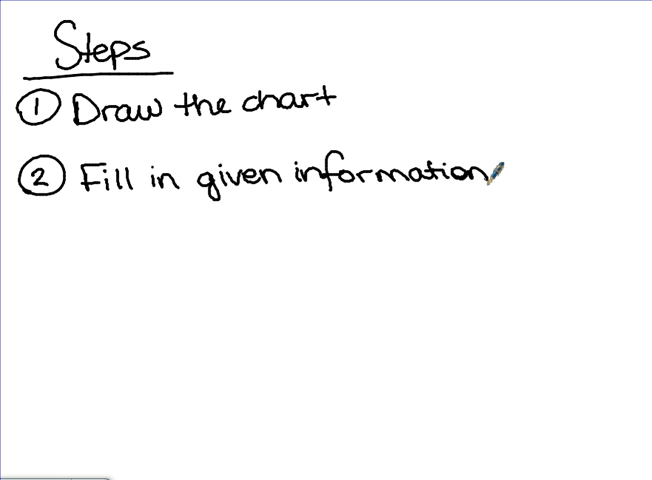 Steps
① Draw the chart
② Fill in given information